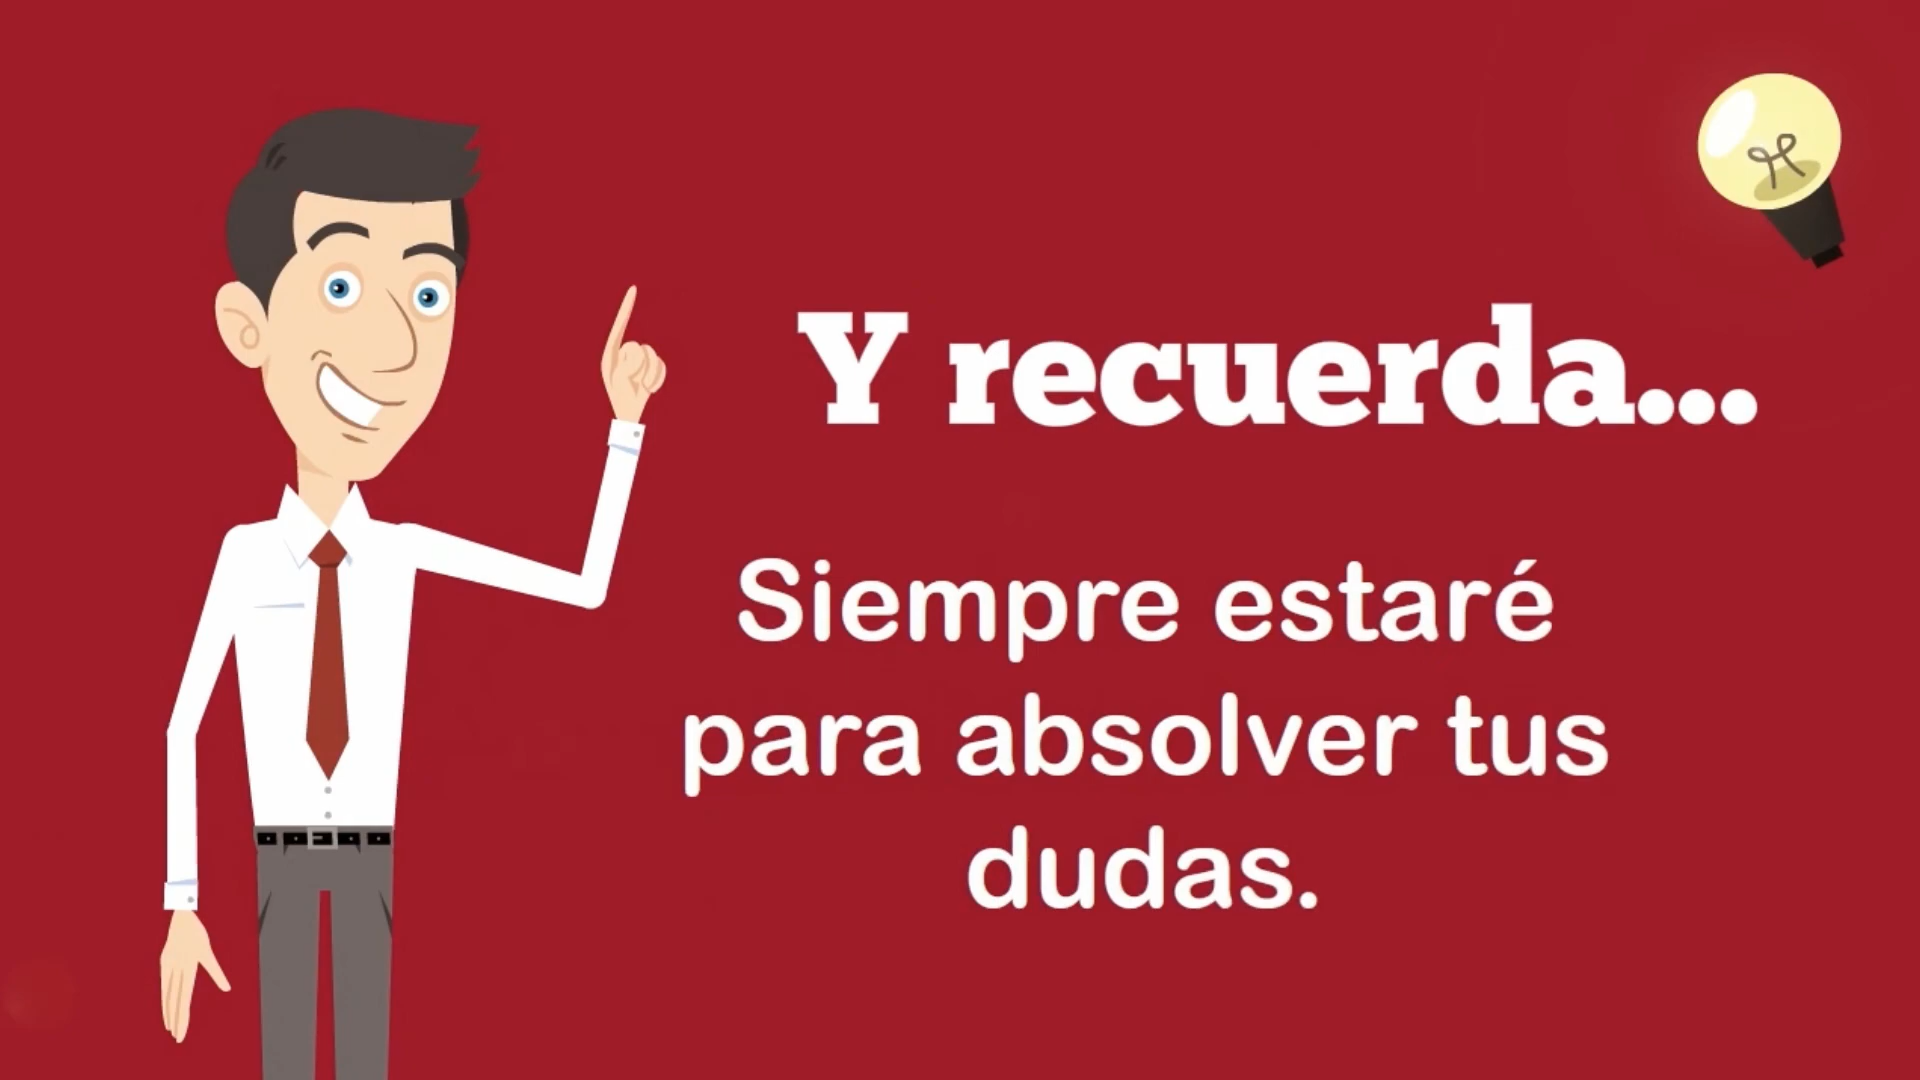 Y recuerda...
Siempre estaré
para absolver tus
dudas.